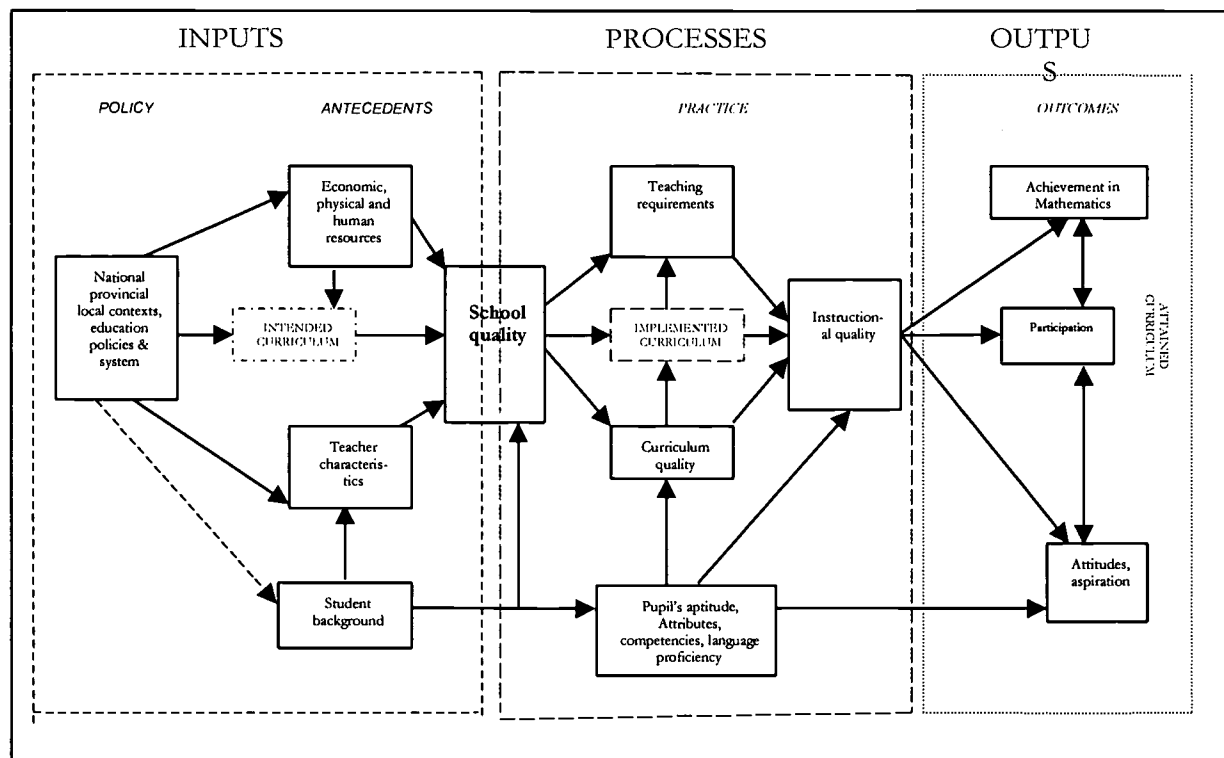 INPUTS
PROCESSES
OUTPU
S
POLICY
ANTECEDENTS
PRACTICE
OUTCOMES
Economic,
physical and
human
resources
Teaching
requirements
Achievement in
Mathematics
National
provincial
local contexts,
education
policies &
system
INTENDED
CURRICULUM
School
quality
IMPLEMENTED
CURRICULUM
Instruction-
al quality
Participation
ATTAINED
CURRICULUM
Teacher
characteris-
tics
Curriculum
quality
Attitudes,
aspiration
Student
background
Pupil's aptitude,
Attributes,
competencies, language
proficiency